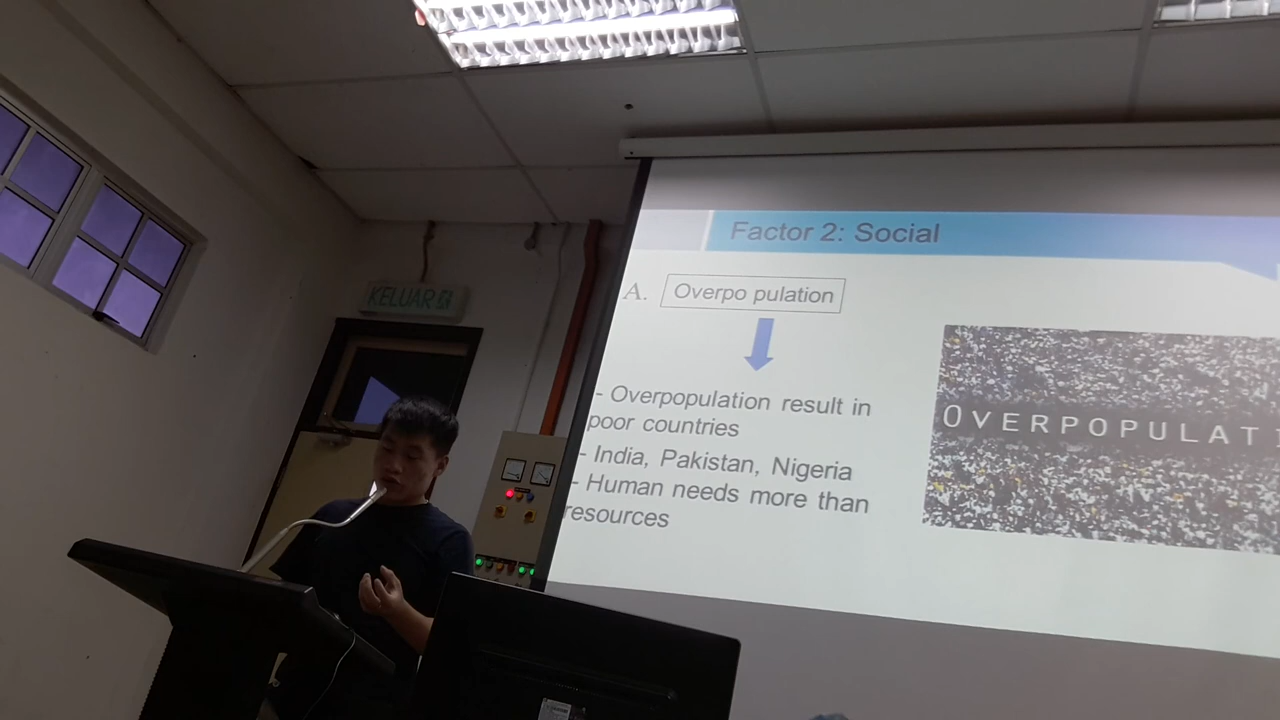 KELUAR
Factor 2: Social
A. Overpo pulation
- Overpopulation result in
poor countries
- India, Pakistan, Nigeria
- Human needs more than
resources
OVERPOPULATI